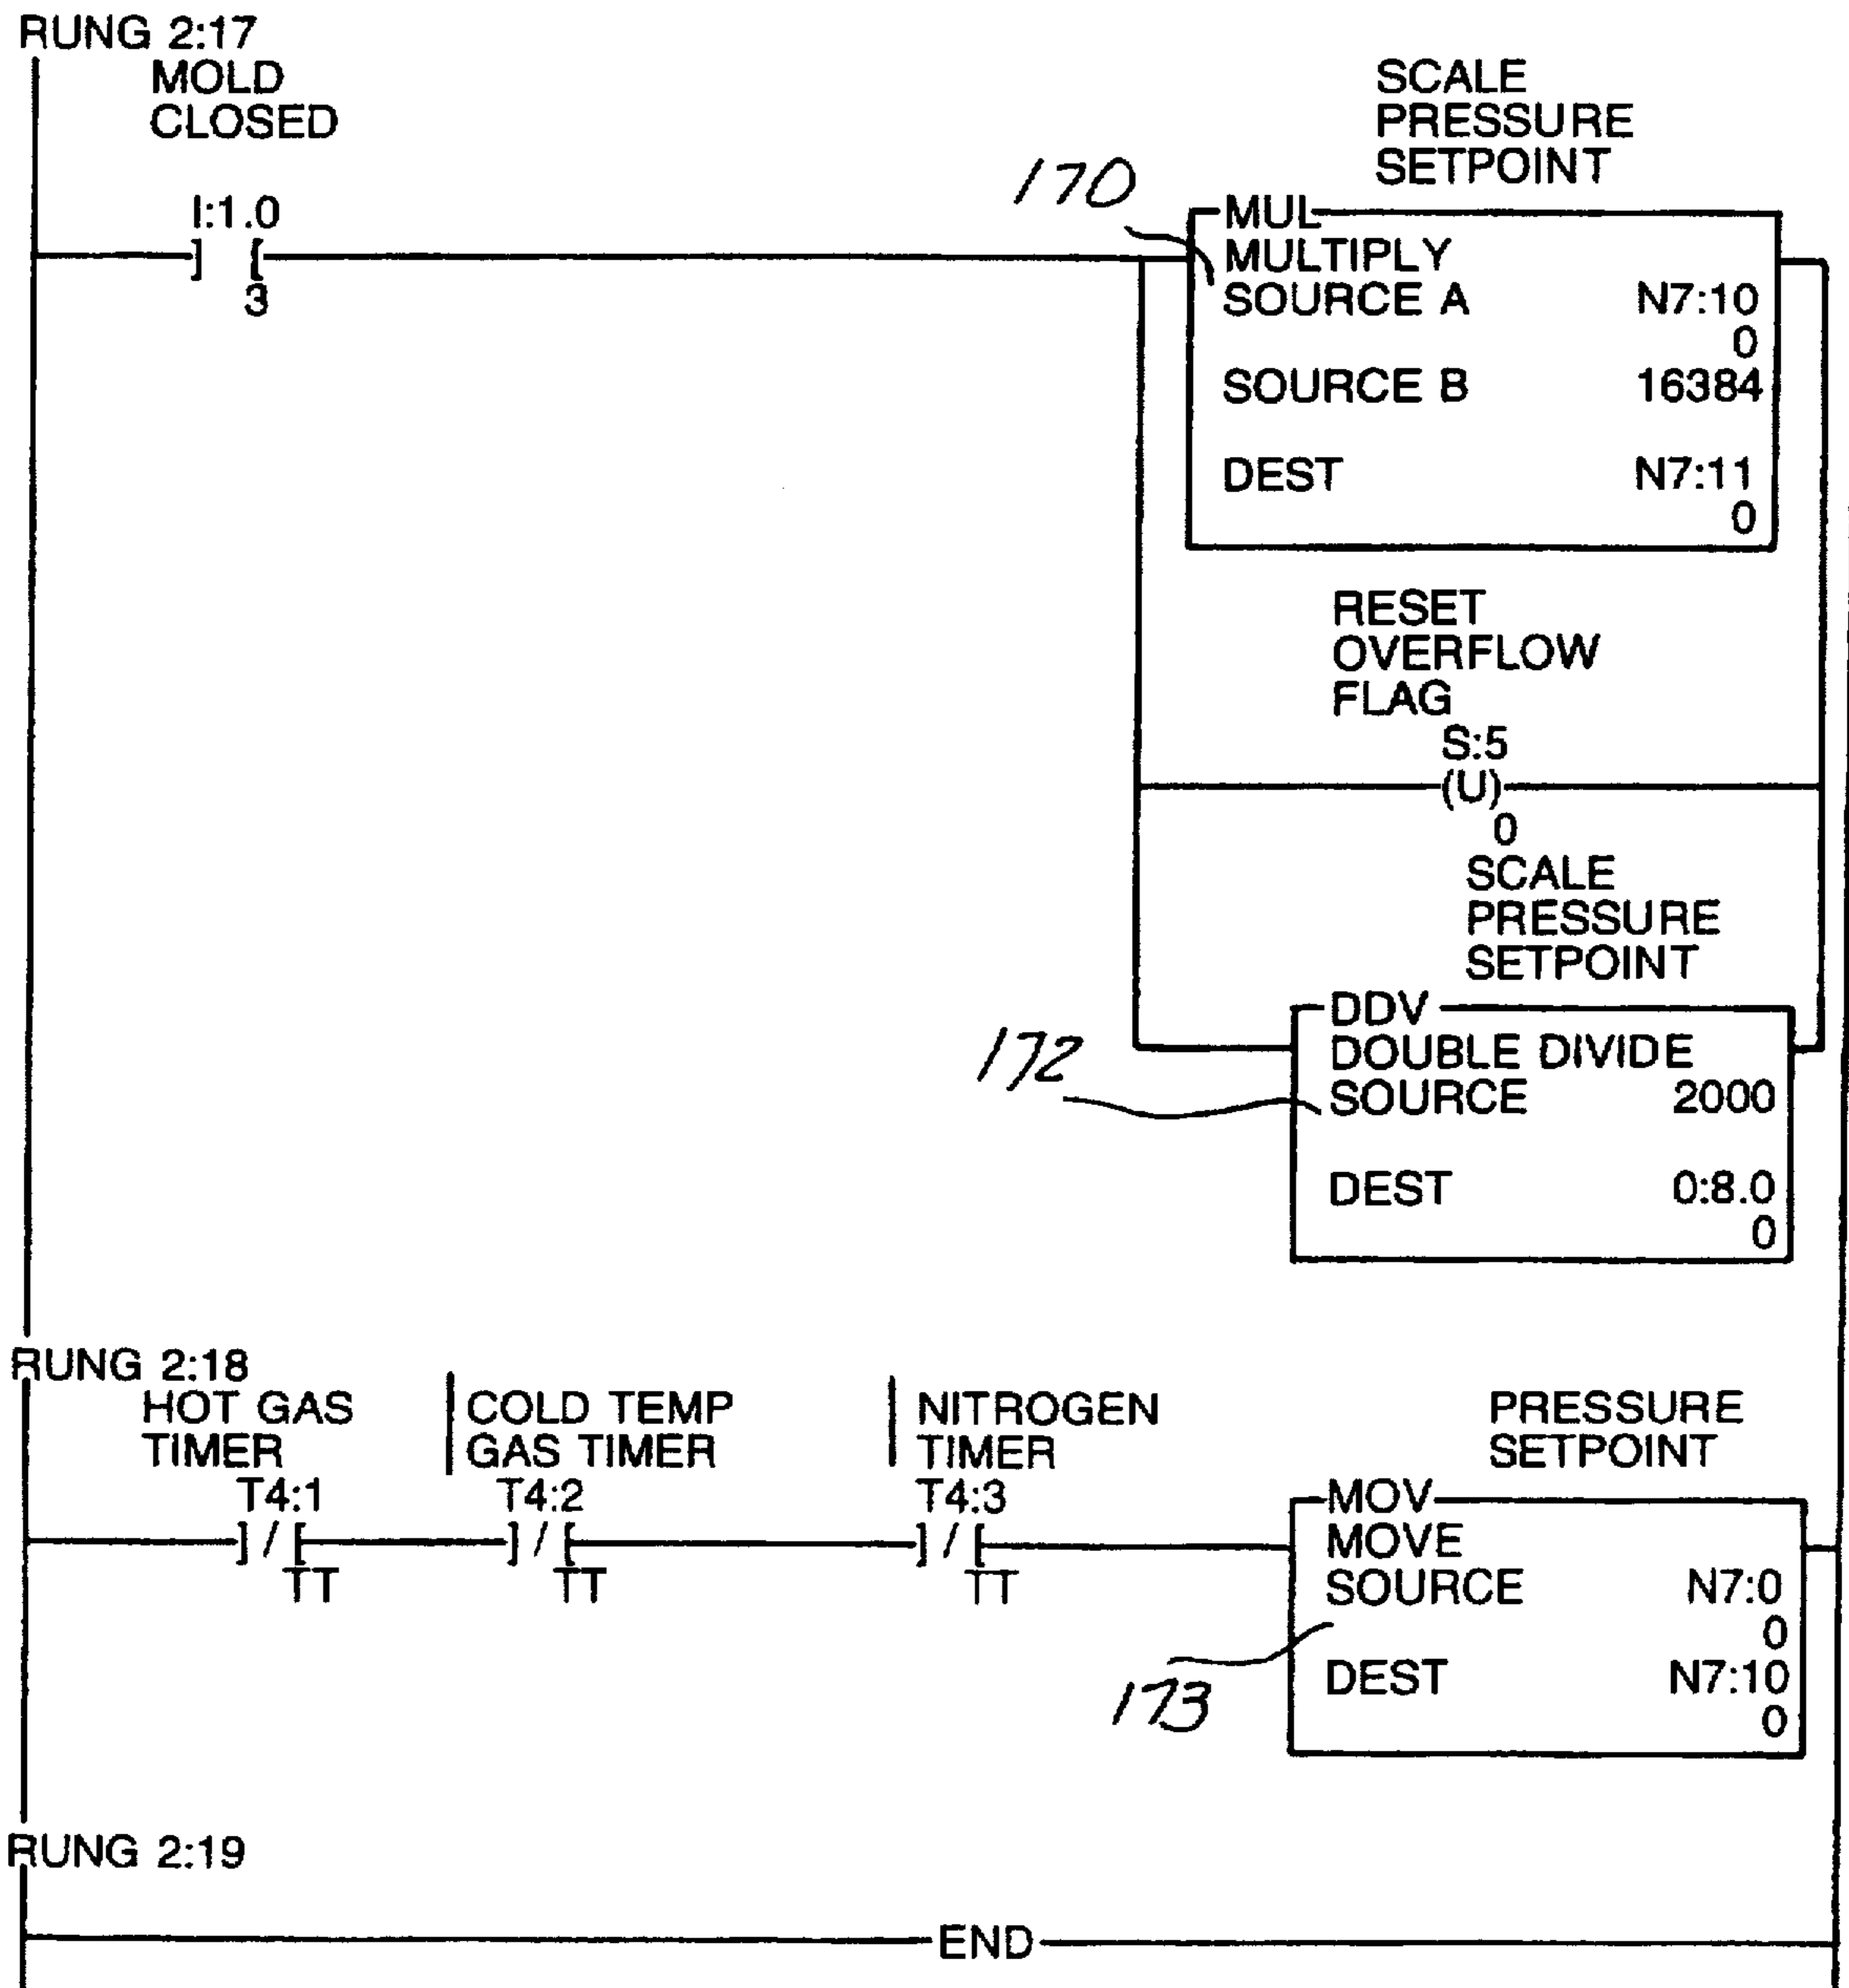 RUNG 2:17
MOLD
CLOSED
I:1.0
] [
3
SCALE
PRESSURE
SETPOINT
170
MUL
MULTIPLY
SOURCE A N7:10
0
SOURCE B 16384
DEST N7:11
0
RESET
OVERFLOW
FLAG
S:5
(U)
0
SCALE
PRESSURE
SETPOINT
172
DDV
DOUBLE DIVIDE
SOURCE 2000
DEST 0:8.0
0
RUNG 2:18
HOT GAS
TIMER
T4:1
]/[
TT
COLD TEMP
GAS TIMER
T4:2
]/[
TT
NITROGEN
TIMER
T4:3
]/[
TT
PRESSURE
SETPOINT
MOV
MOVE
SOURCE N7:0
0
DEST N7:10
0
173
RUNG 2:19
END